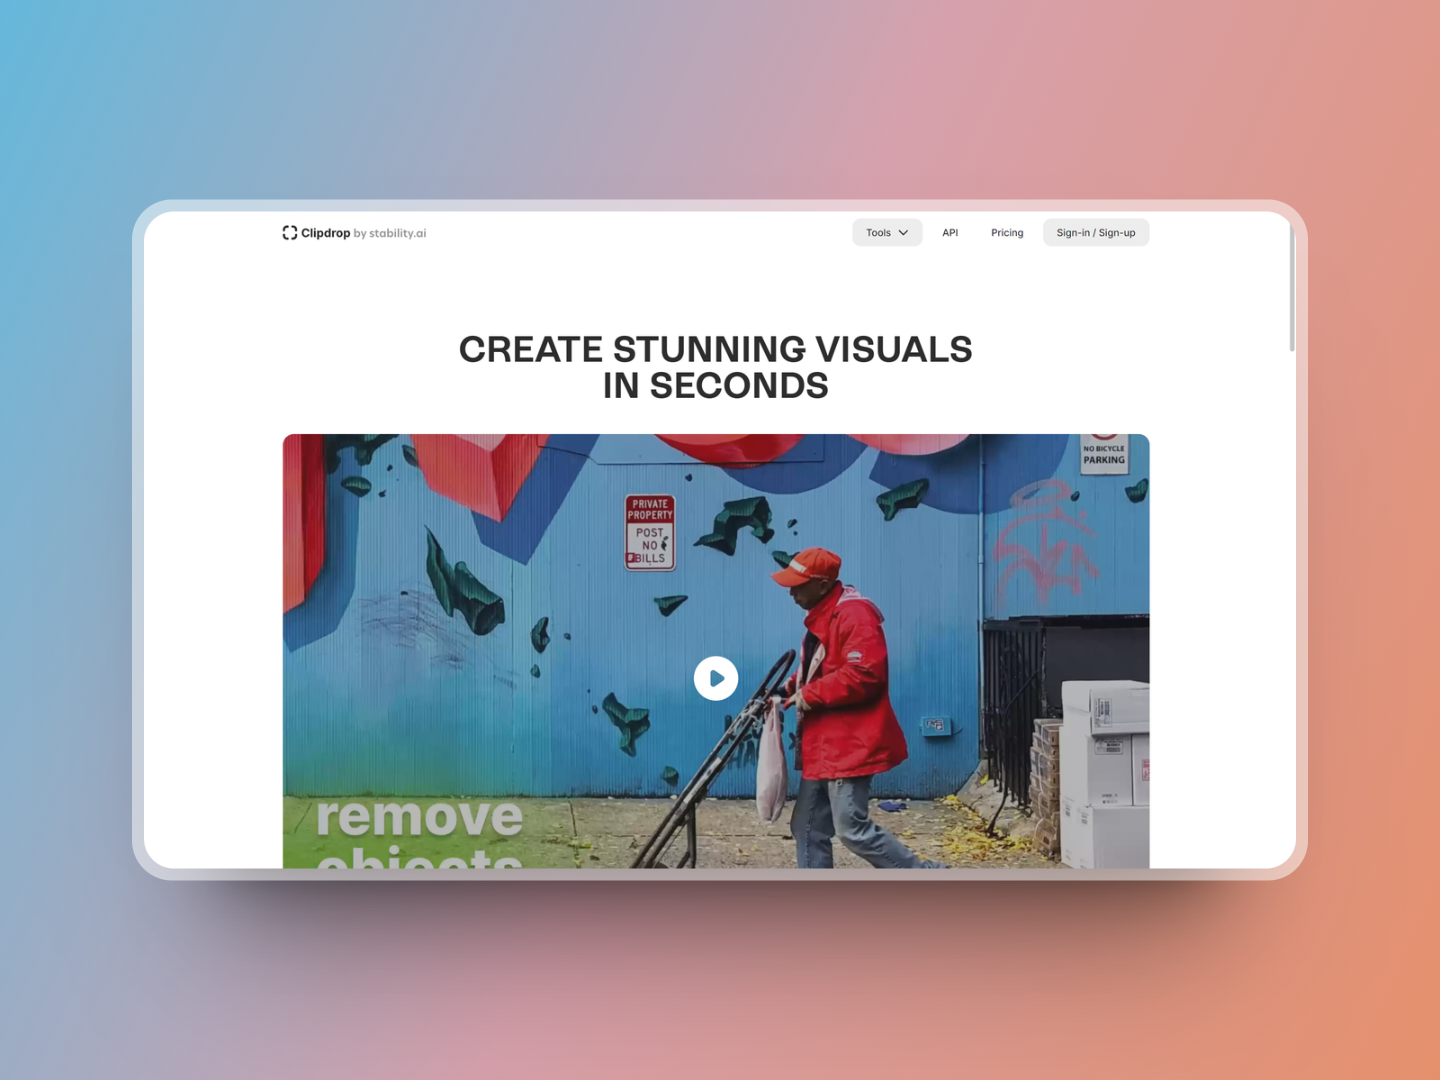 Clipdrop by stability.ai
Tools
API
Pricing
Sign-in / Sign-up
CREATE STUNNING VISUALS
IN SECONDS
NO BICYCLE
PARKING
PRIVATE
PROPERTY
POST
NO
BILLS
remove
objects